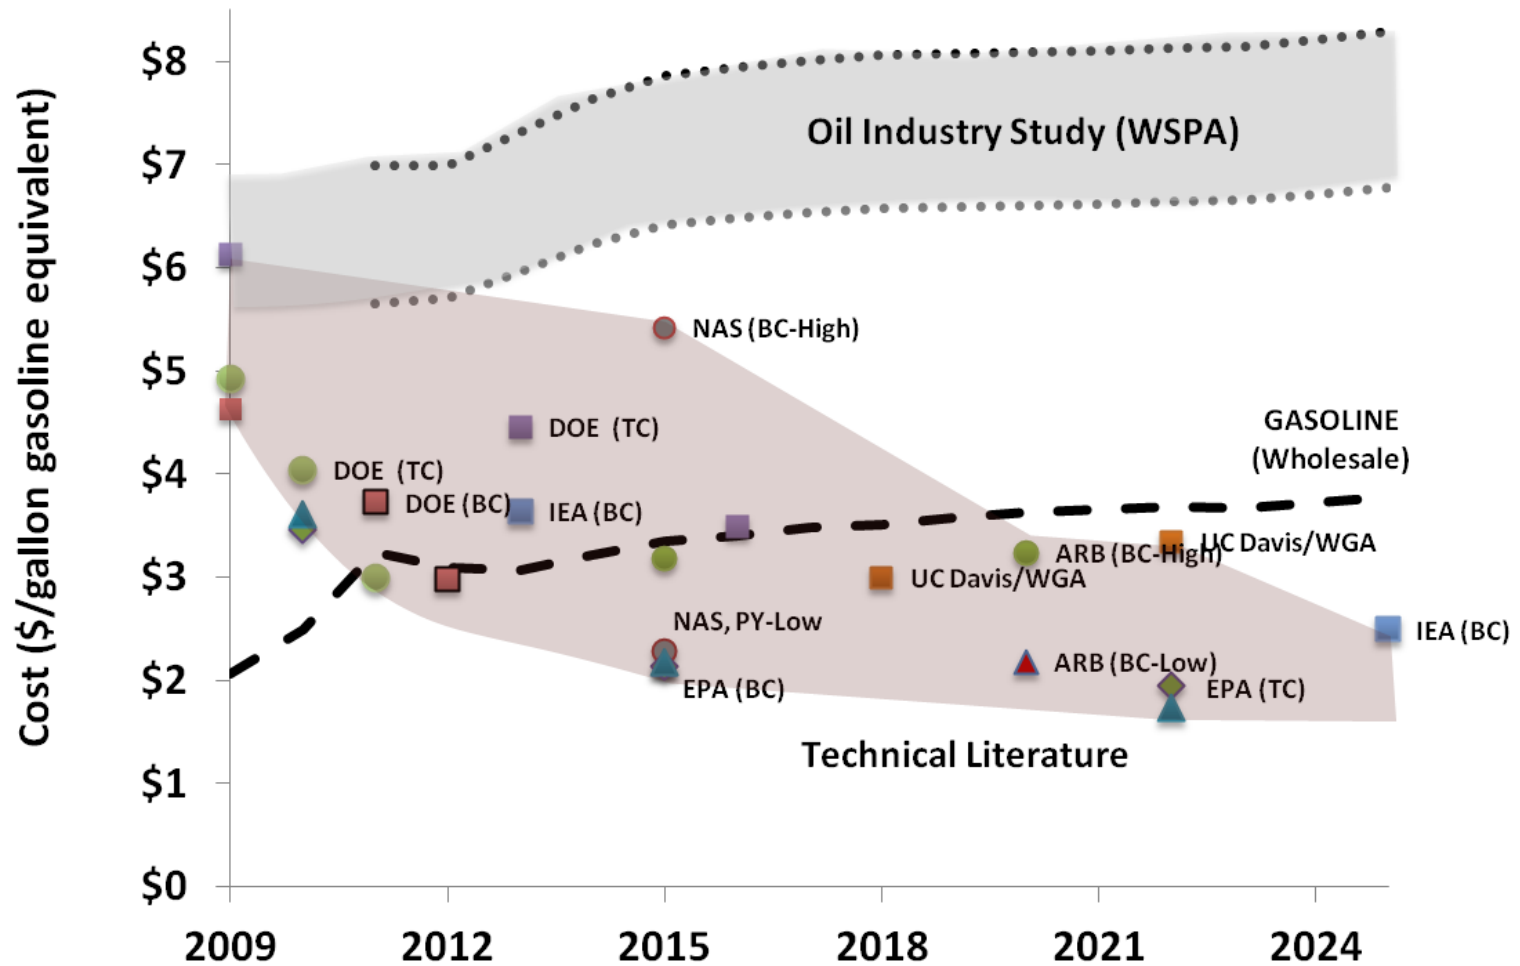 Cost ($/gallon gasoline equivalent)
$8
$7
$6
$5
$4
$3
$2
$1
$0
Oil Industry Study (WSPA)
NAS (BC-High)
GASOLINE
(Wholesale)
DOE (TC)
DOE (TC)
DOE (BC)
IEA (BC)
UC Davis/WGA
ARB (BC-High)
UC Davis/WGA
NAS, PY-Low
IEA (BC)
ARB (BC-Low)
EPA (BC)
EPA (TC)
Technical Literature
2009 2012 2015 2018 2021 2024